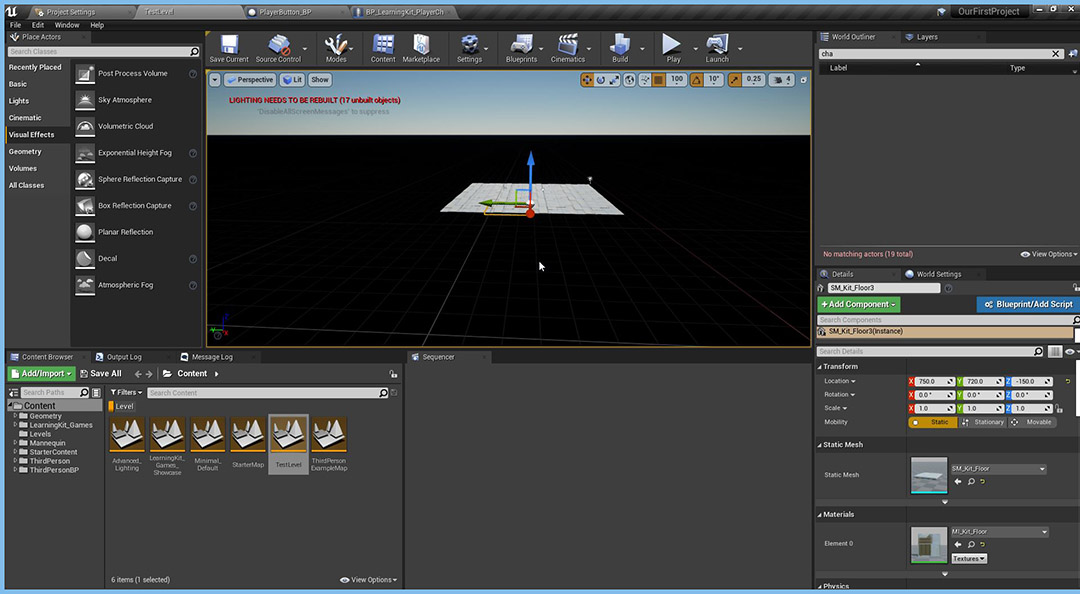 Project Settings
TestLevel
PlayerButton_BP
BP_LearningKit_PlayerCh
OurFirstProject
File Edit Window Help
Place Actors
Search Classes
Recently Placed
Basic
Lights
Cinematic
Visual Effects
Geometry
Volumes
All Classes
Post Process Volume
Sky Atmosphere
Volumetric Cloud
Exponential Height Fog
Sphere Reflection Capture
Box Reflection Capture
Planar Reflection
Decal
Atmospheric Fog
Save Current Source Control Modes Content Marketplace Settings Blueprints Cinematics Build Play Launch
Perspective Lit Show
100 10° 0.25 4
LIGHTING NEEDS TO BE REBUILT (17 unbuilt objects)
'DisableAllScreenMessages' to suppress
Z
Y X
World Outliner Layers
cha
Label Type
No matching actors (19 total) View Options
Details World Settings
SM_Kit_Floor3
+Add Component Blueprint/Add Script
Search Components
SM_Kit_Floor3(Instance)
Search Details
Transform
Location X 750.0 Y 720.0 Z -150.0
Rotation X 0.0° Y 0.0° Z 0.0°
Scale X 1.0 Y 1.0 Z 1.0
Mobility Static Stationary Movable
Static Mesh
Static Mesh SM_Kit_Floor
Materials
Element 0 MI_Kit_Floor
Textures
Physics
Content Browser Output Log Message Log
Add/Import Save All Content
Search Paths Filters Search Content
Content
Geometry
LearningKit_Games
Levels
Mannequin
StarterContent
ThirdPerson
ThirdPersonBP
Level
Advanced_
Lighting
LearningKit_
Games_
Showcase
Minimal_
Default
StarterMap
TestLevel
ThirdPerson
ExampleMap
6 items (1 selected) View Options
Sequencer